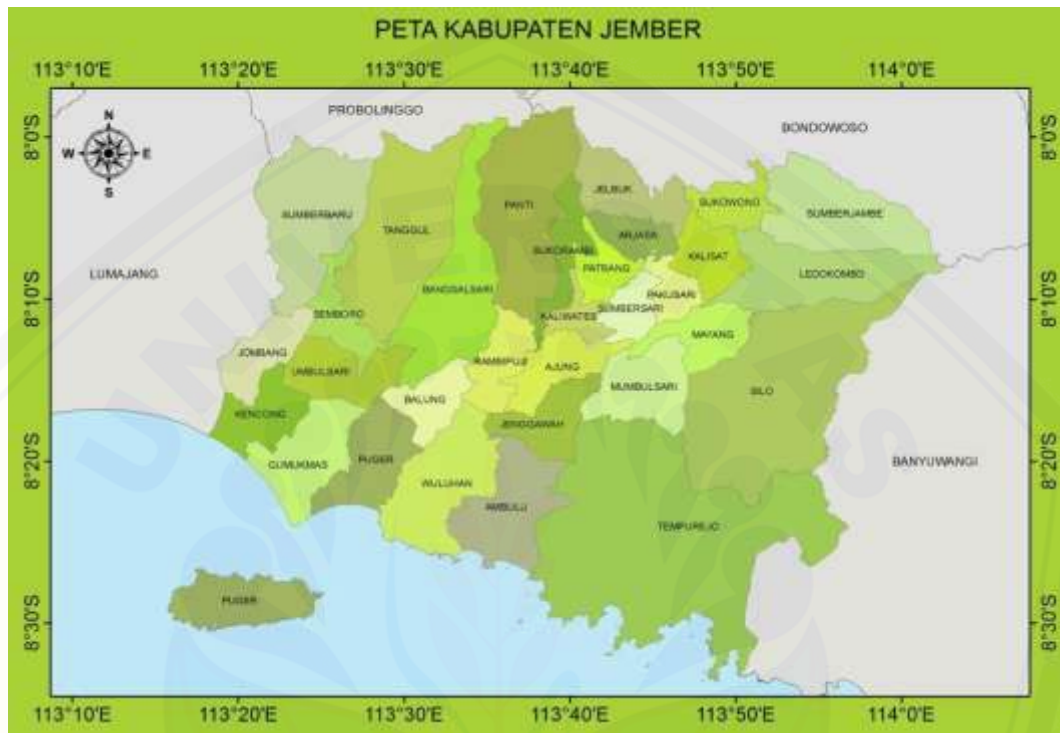 PETA KABUPATEN JEMBER
113°10'E 113°20'E 113°30'E 113°40'E 113°50'E 114°0'E
PROBOLINGGO
BONDOWOSO
8°0'S 8°0'S
N
W E
S
JELBUK
SUKOWONO
SUMBERJAMBE
SUMBERBARU
PANTI
TANGGUL
ARJASA
SUKORAMBI
KALISAT
PATRANG
LUMAJANG
LEDOKOMBO
BANGSALSARI
PAKUSARI
8°10'S 8°10'S
SUMBERSARI
SEMBORO
KALIWATES
MAYANG
JOMBANG
RAMBIPUJI
AJUNG
UMBULSARI
MUMBULSARI
SILO
BALUNG
KENCONG
JENGGAWAH
GUMUKMAS
PUGER
8°20'S 8°20'S
BANYUWANGI
WULUHAN
AMBULU
TEMPUREJO
PUGER
8°30'S 8°30'S
113°10'E 113°20'E 113°30'E 113°40'E 113°50'E 114°0'E